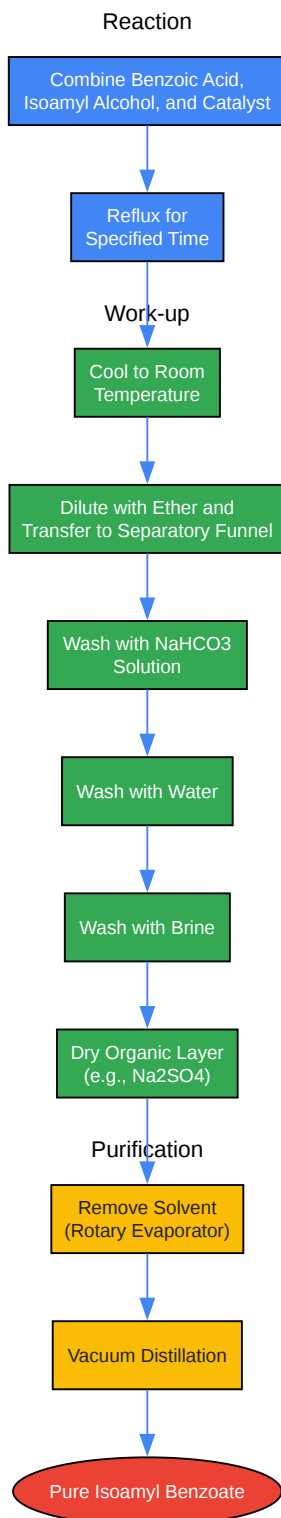 Reaction
Combine Benzoic Acid,
Isoamyl Alcohol, and Catalyst
Reflux for
Specified Time
Work-up
Cool to Room
Temperature
Dilute with Ether and
Transfer to Separatory Funnel
Wash with NaHCO3
Solution
Wash with Water
Wash with Brine
Dry Organic Layer
(e.g., Na2SO4)
Purification
Remove Solvent
(Rotary Evaporator)
Vacuum Distillation
Pure Isoamyl Benzoate